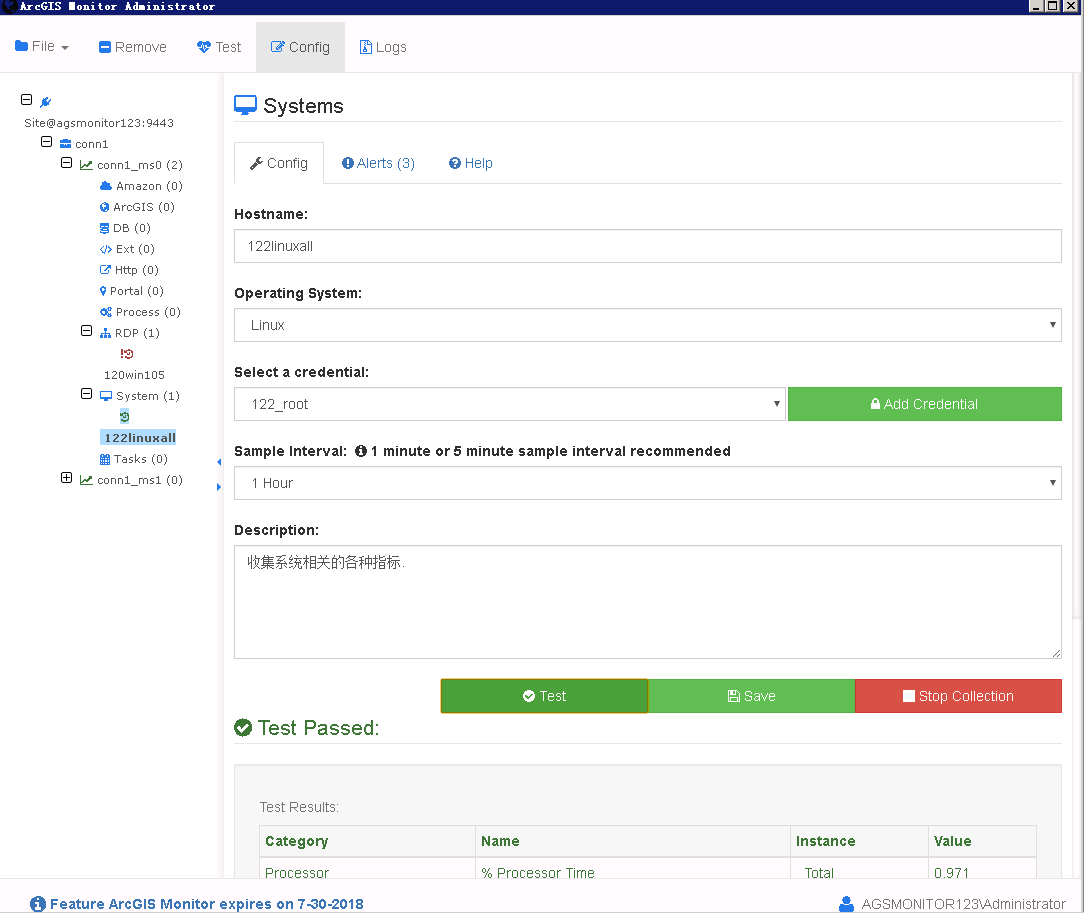 ArcGIS Monitor Administrator
File Remove Test Config Logs
Site@agsmonitor123:9443
conn1
conn1_ms0 (2)
Amazon (0)
ArcGIS (0)
DB (0)
Ext (0)
Http (0)
Portal (0)
Process (0)
RDP (1)
120win105
System (1)
122linuxall
Tasks (0)
conn1_ms1 (0)
Systems
Config Alerts (3) Help
Hostname:
122linuxall
Operating System:
Linux
Select a credential:
122_root Add Credential
Sample Interval: 1 minute or 5 minute sample interval recommended
1 Hour
Description:
收集系统相关的各种指标.
Test Save Stop Collection
Test Passed:
Test Results:
Category Name Instance Value
Processor % Processor Time _Total 0.971
Feature ArcGIS Monitor expires on 7-30-2018 AGSMONITOR123\Administrator